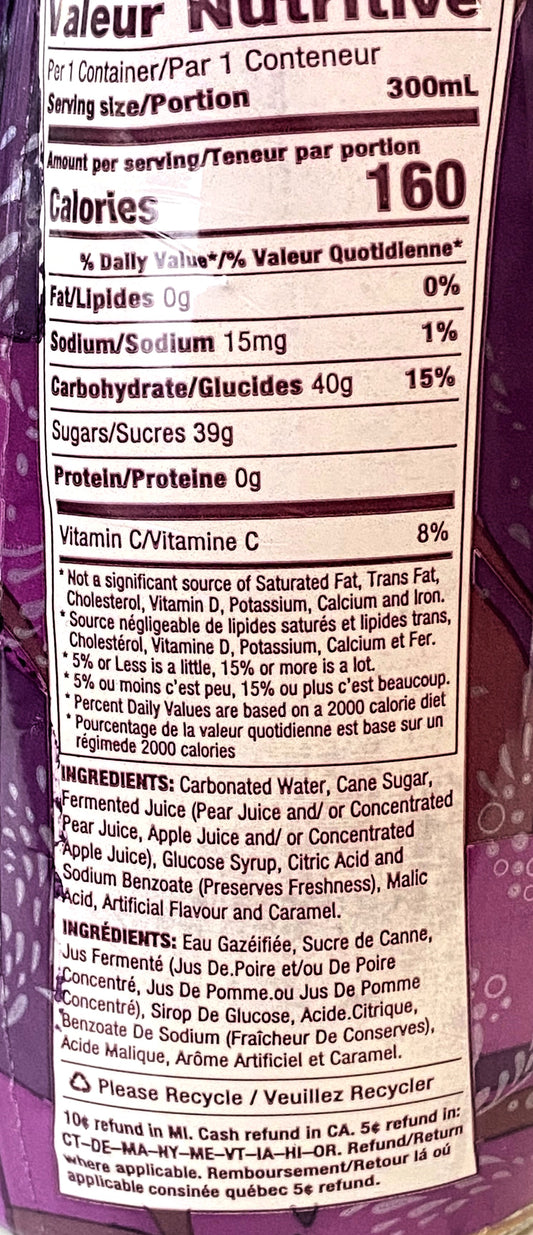 Valeur Nutritive
Per 1 Container/Par 1 Conteneur
Serving size/Portion 300mL
Amount per serving/Teneur par portion
Calories 160
% Daily Value*/% Valeur Quotidienne*
Fat/Lipides 0g 0%
Sodium/Sodium 15mg 1%
Carbohydrate/Glucides 40g 15%
Sugars/Sucres 39g
Protein/Proteine 0g
Vitamin C/Vitamine C 8%
* Not a significant source of Saturated Fat, Trans Fat,
Cholesterol, Vitamin D, Potassium, Calcium and Iron.
* Source négligeable de lipides saturés et lipides trans,
Cholestérol, Vitamine D, Potassium, Calcium et Fer.
* 5% or Less is a little, 15% or more is a lot.
* 5% ou moins c'est peu, 15% ou plus c'est beaucoup.
* Percent Daily Values are based on a 2000 calorie diet
* Pourcentage de la valeur quotidienne est base sur un
régimede 2000 calories
INGREDIENTS: Carbonated Water, Cane Sugar,
Fermented Juice (Pear Juice and/ or Concentrated
Pear Juice, Apple Juice and/ or Concentrated
Apple Juice), Glucose Syrup, Citric Acid and
Sodium Benzoate (Preserves Freshness), Malic
Acid, Artificial Flavour and Caramel.
INGRÉDIENTS: Eau Gazéifiée, Sucre de Canne,
Jus Fermenté (Jus De.Poire et/ou De Poire
Concentré, Jus De Pomme.ou Jus De Pomme
Concentré), Sirop De Glucose, Acide.Citrique,
Benzoate De Sodium (Fraîcheur De Conserves),
Acide Malique, Arôme Artificiel et Caramel.
Please Recycle / Veuillez Recycler
10¢ refund in MI. Cash refund in CA. 5¢ refund in:
CT–DE–MA–NY–ME–VT–IA–HI–OR. Refund/Return
where applicable. Remboursement/Retour lá oú
applicable consinée québec 5¢ refund.